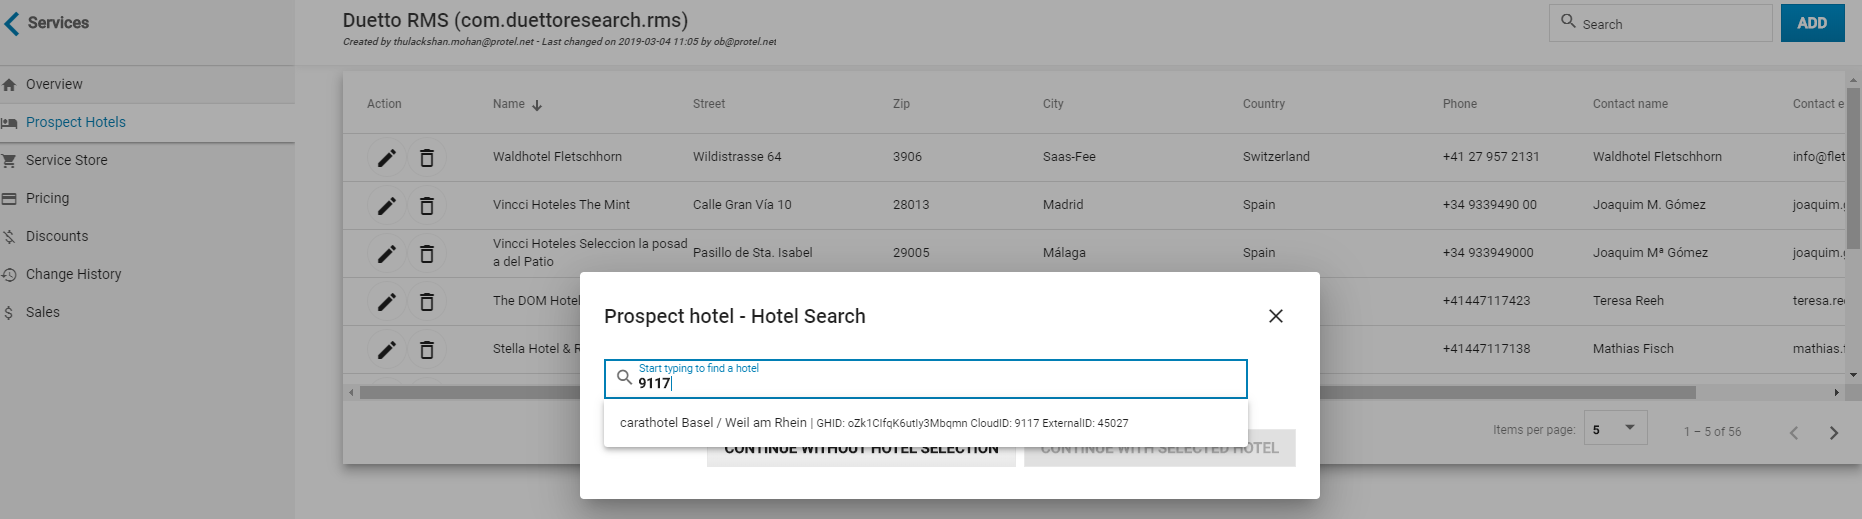 Services
Duetto RMS (com.duettoresearch.rms)
Created by thulackshan.mohan@protel.net - Last changed on 2019-03-04 11:05 by ob@protel.net
Search
ADD
Overview
Prospect Hotels
Service Store
Pricing
Discounts
Change History
Sales
Action Name Street Zip City Country Phone Contact name Contact e
Waldhotel Fletschhorn Wildistrasse 64 3906 Saas-Fee Switzerland +41 27 957 2131 Waldhotel Fletschhorn info@flet
Vincci Hoteles The Mint Calle Gran Vía 10 28013 Madrid Spain +34 9339490 00 Joaquim M. Gómez joaquim.g
Vincci Hoteles Seleccion la posad
a del Patio Pasillo de Sta. Isabel 29005 Málaga Spain +34 933949000 Joaquim Mª Gómez joaquim.g
The DOM Hotel +41447117423 Teresa Reeh teresa.ree
Stella Hotel & R +41447117138 Mathias Fisch mathias.f
Prospect hotel - Hotel Search
Start typing to find a hotel
9117
carathotel Basel / Weil am Rhein | GHID: oZk1CIfqK6utIy3Mbqmn CloudID: 9117 ExternalID: 45027
CONTINUE WITHOUT HOTEL SELECTION CONTINUE WITH SELECTED HOTEL
Items per page: 5 1 – 5 of 56